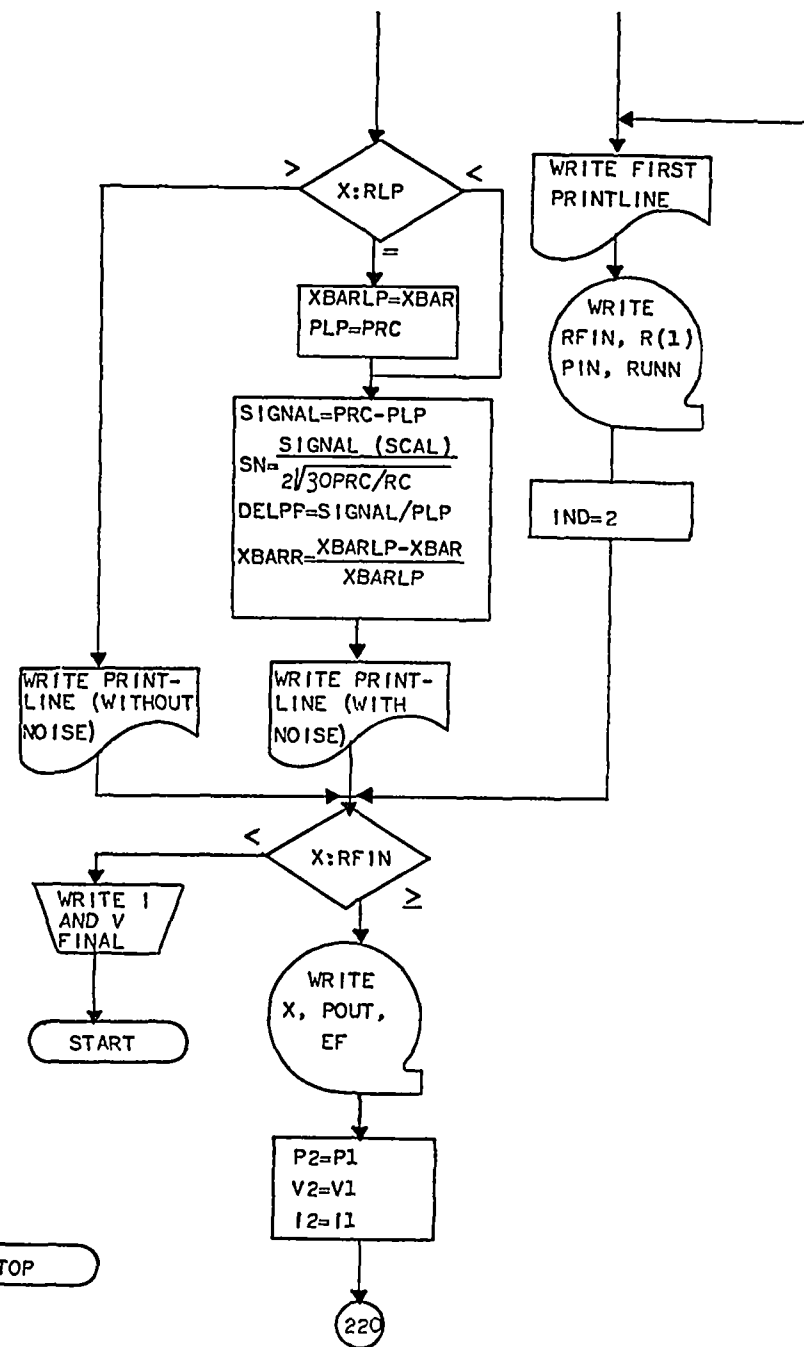 >
X:RLP
<
=
XBARLP=XBAR
PLP=PRC
WRITE FIRST
PRINTLINE
WRITE
RFIN, R(1)
PIN, RUNN
IND=2
SIGNAL=PRC-PLP
SN= SIGNAL (SCAL)
2√30PRC/RC
DELPF=SIGNAL/PLP
XBARR= XBARLP-XBAR
XBARLP
WRITE PRINT-
LINE (WITHOUT
NOISE)
WRITE PRINT-
LINE (WITH
NOISE)
<
X:RFIN
≥
WRITE I
AND V
FINAL
START
WRITE
X, POUT,
EF
P2=P1
V2=V1
I2=I1
TOP
220